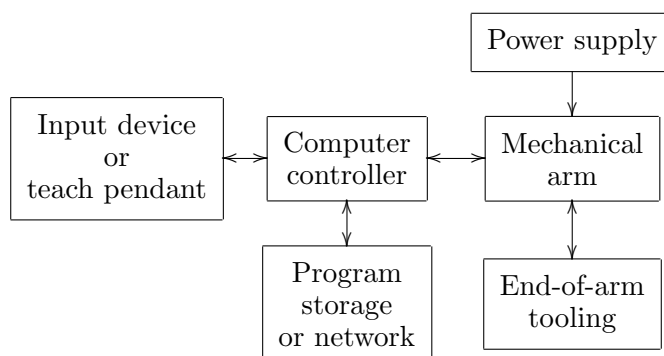 Power supply
Input device
or
teach pendant
Computer
controller
Mechanical
arm
Program
storage
or network
End-of-arm
tooling